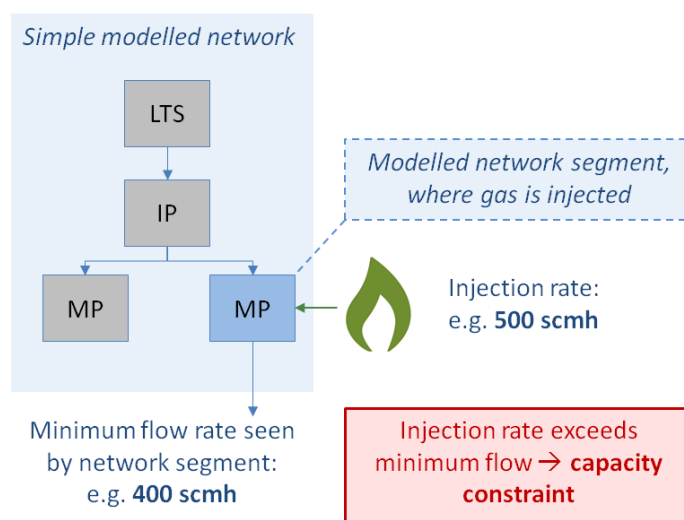 Simple modelled network
LTS
IP
MP
MP
Modelled network segment,
where gas is injected
Injection rate:
e.g. 500 scmh
Minimum flow rate seen
by network segment:
e.g. 400 scmh
Injection rate exceeds
minimum flow → capacity
constraint